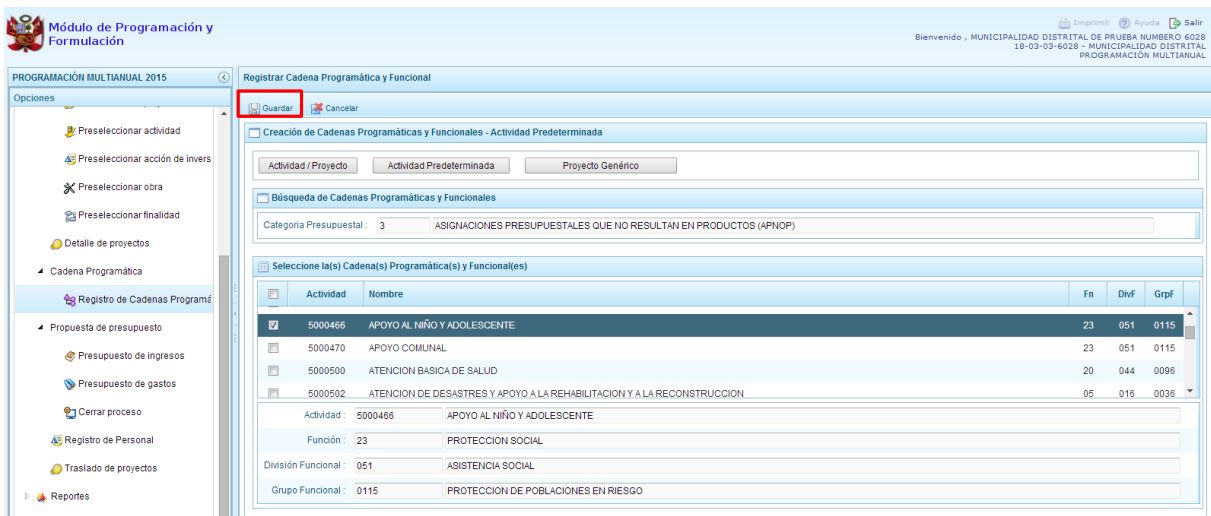 Módulo de Programación y
Formulación
Imprimir Ayuda Salir
Bienvenido , MUNICIPALIDAD DISTRITAL DE PRUEBA NUMBERO 6028
18-03-03-6028 - MUNICIPALIDAD DISTRITAL
PROGRAMACIÓN MULTIANUAL
PROGRAMACIÓN MULTIANUAL 2015
Opciones
Preseleccionar actividad
Preseleccionar acción de invers
Preseleccionar obra
Preseleccionar finalidad
Detalle de proyectos
Cadena Programática
Registro de Cadenas Programá
Propuesta de presupuesto
Presupuesto de ingresos
Presupuesto de gastos
Cerrar proceso
Registro de Personal
Traslado de proyectos
Reportes
Registrar Cadena Programática y Funcional
Guardar Cancelar
Creación de Cadenas Programáticas y Funcionales - Actividad Predeterminada
Actividad / Proyecto Actividad Predeterminada Proyecto Genérico
Búsqueda de Cadenas Programáticas y Funcionales
Categoria Presupuestal : 3 ASIGNACIONES PRESUPUESTALES QUE NO RESULTAN EN PRODUCTOS (APNOP)
Seleccione la(s) Cadena(s) Programática(s) y Funcional(es)
Actividad Nombre Fn DivF GrpF
5000466 APOYO AL NIÑO Y ADOLESCENTE 23 051 0115
5000470 APOYO COMUNAL 23 051 0115
5000500 ATENCION BASICA DE SALUD 20 044 0096
5000502 ATENCION DE DESASTRES Y APOYO A LA REHABILITACION Y A LA RECONSTRUCCION 05 016 0036
Actividad : 5000466 APOYO AL NIÑO Y ADOLESCENTE
Función : 23 PROTECCION SOCIAL
División Funcional : 051 ASISTENCIA SOCIAL
Grupo Funcional : 0115 PROTECCION DE POBLACIONES EN RIESGO